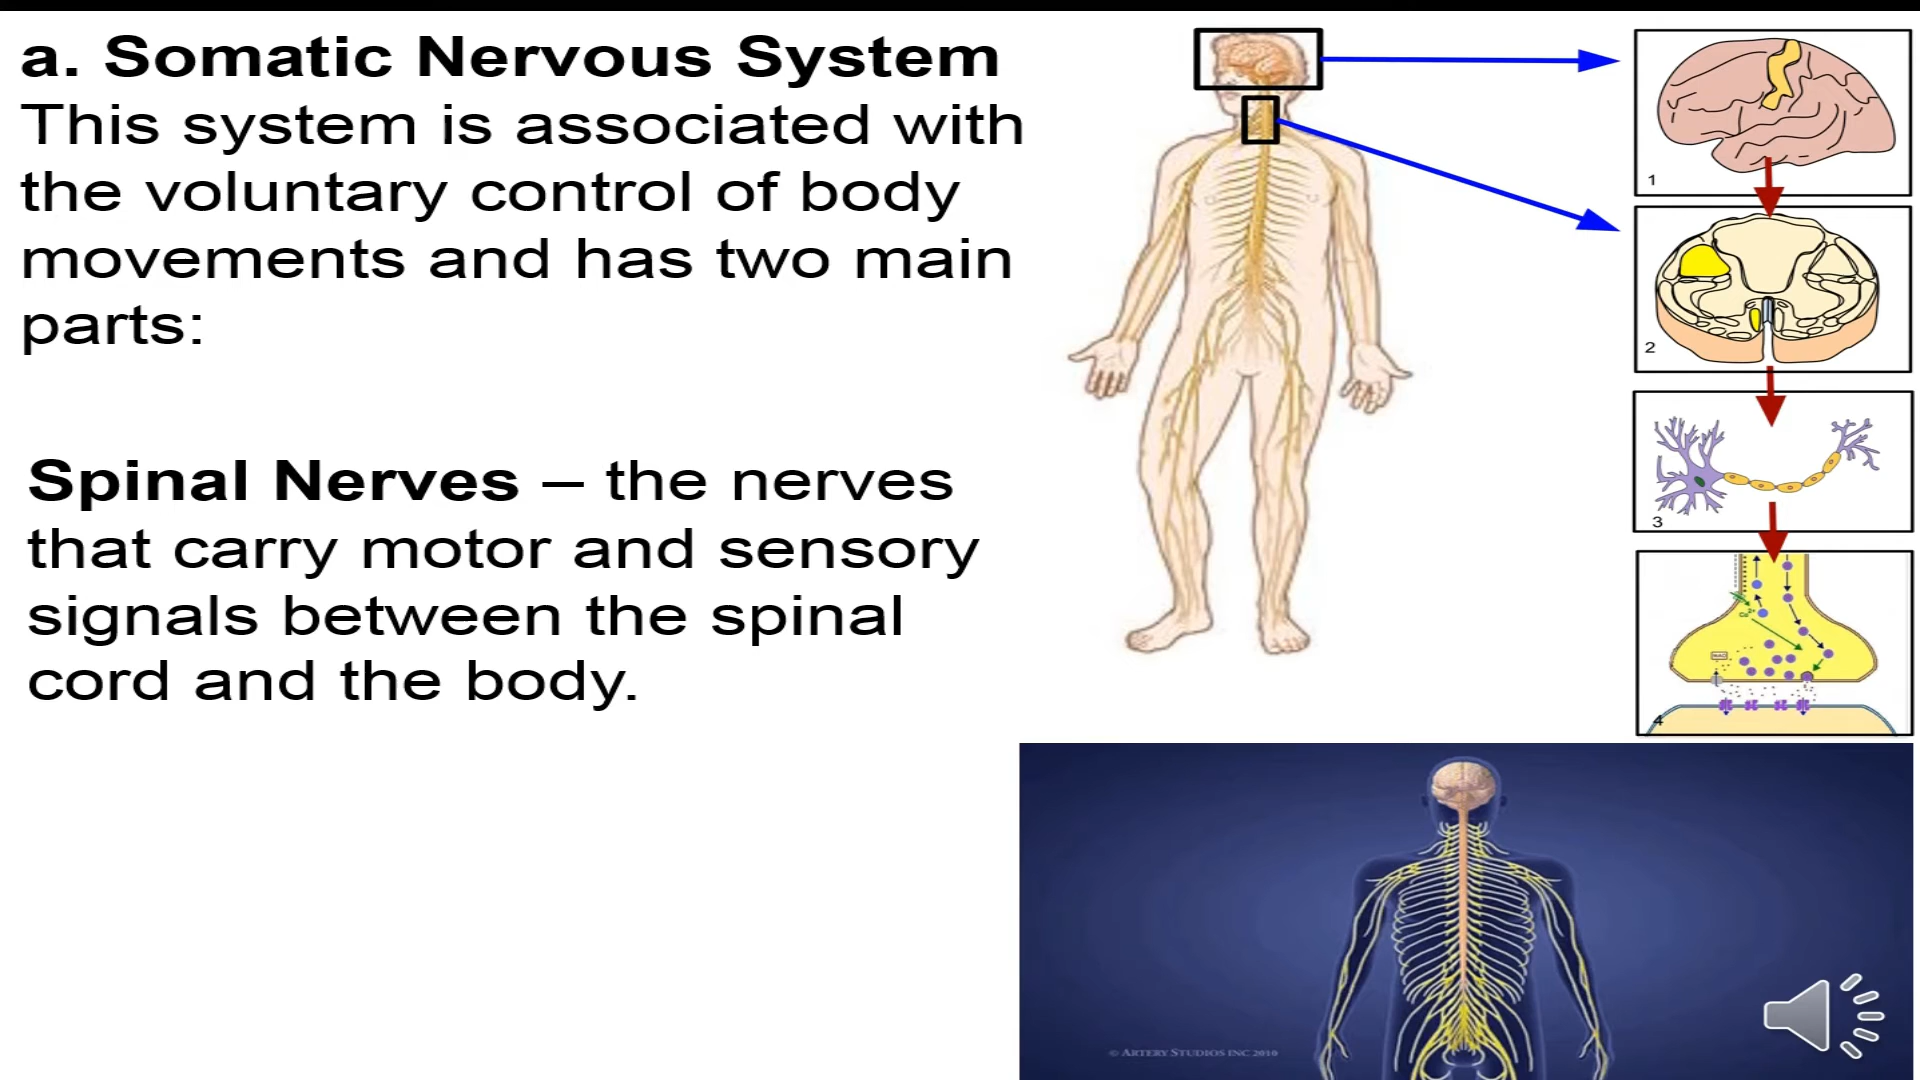 a. Somatic Nervous System
This system is associated with
the voluntary control of body
movements and has two main
parts:
Spinal Nerves – the nerves
that carry motor and sensory
signals between the spinal
cord and the body.
1
2
3
4
© ARTERY STUDIOS INC 2010